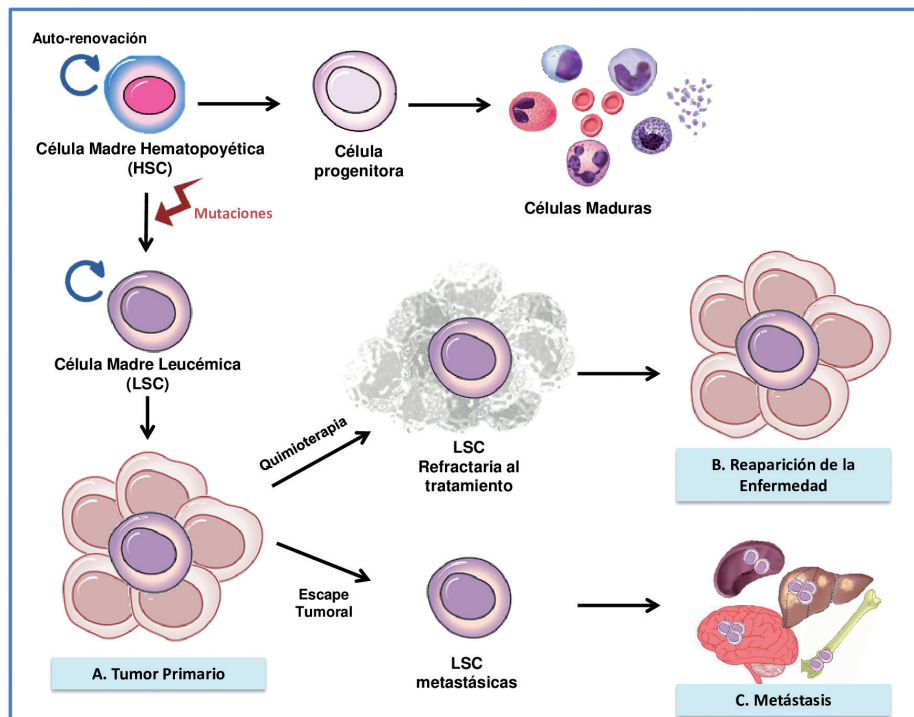 Auto-renovación
Célula Madre Hematopoyética
(HSC)
Célula
progenitora
Células Maduras
Mutaciones
Célula Madre Leucémica
(LSC)
Quimioterapia
LSC
Refractaria al
tratamiento
B. Reaparición de la
Enfermedad
Escape
Tumoral
LSC
metastásicas
A. Tumor Primario
C. Metástasis